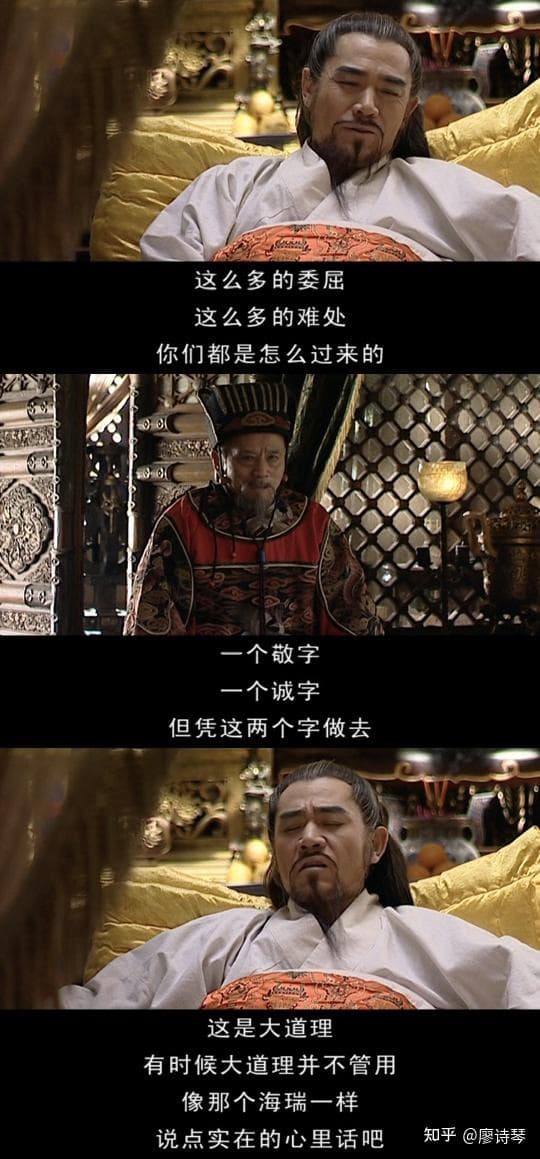 这么多的委屈
这么多的难处
你们都是怎么过来的
一个敬字
一个诚字
但凭这两个字做去
这是大道理
有时候大道理并不管用
像那个海瑞一样
说点实在的心里话吧
知乎 @廖诗琴